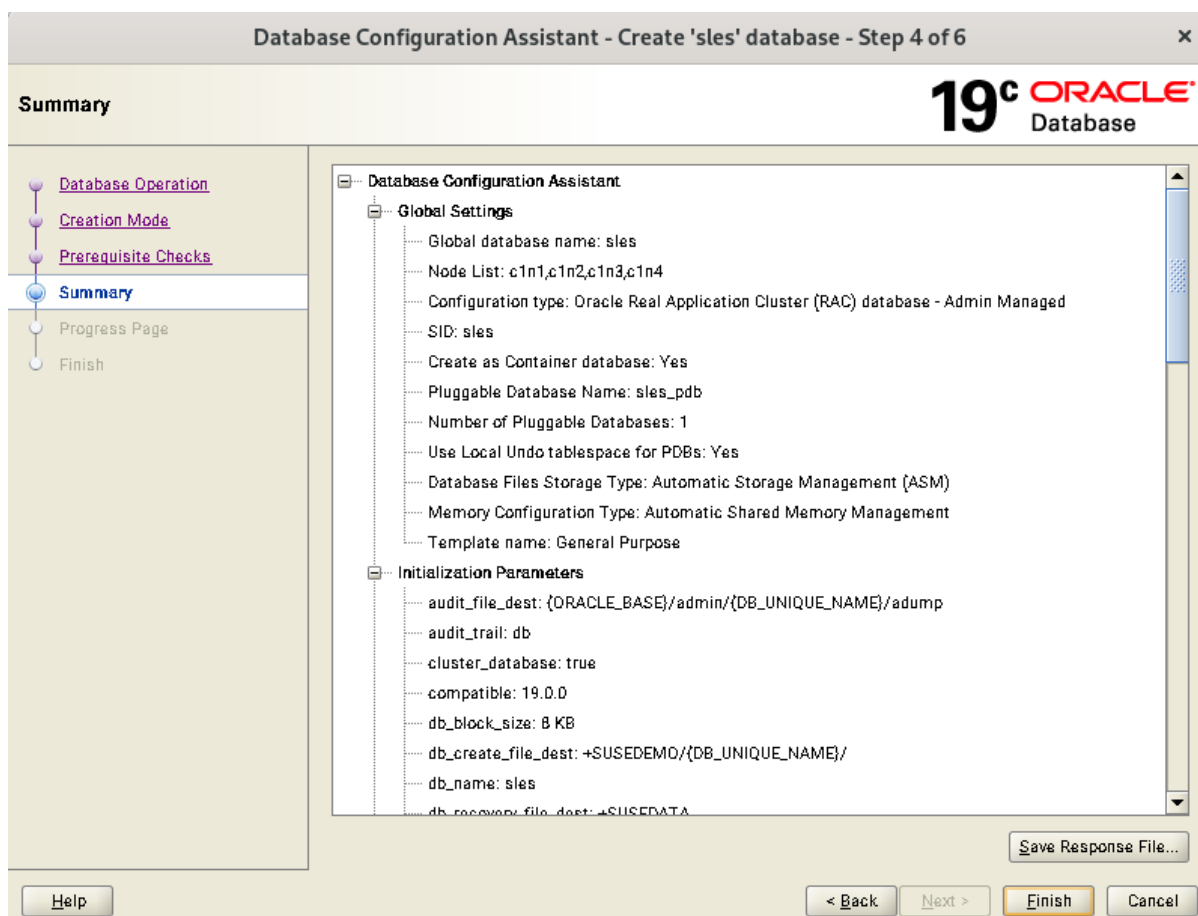 Database Configuration Assistant - Create 'sles' database - Step 4 of 6
×
Summary
19c ORACLE
Database
Database Operation
Creation Mode
Prerequisite Checks
Summary
Progress Page
Finish
Database Configuration Assistant
Global Settings
Global database name: sles
Node List: c1n1,c1n2,c1n3,c1n4
Configuration type: Oracle Real Application Cluster (RAC) database - Admin Managed
SID: sles
Create as Container database: Yes
Pluggable Database Name: sles_pdb
Number of Pluggable Databases: 1
Use Local Undo tablespace for PDBs: Yes
Database Files Storage Type: Automatic Storage Management (ASM)
Memory Configuration Type: Automatic Shared Memory Management
Template name: General Purpose
Initialization Parameters
audit_file_dest: {ORACLE_BASE}/admin/{DB_UNIQUE_NAME}/adump
audit_trail: db
cluster_database: true
compatible: 19.0.0
db_block_size: 8 KB
db_create_file_dest: +SUSEDEMO/{DB_UNIQUE_NAME}/
db_name: sles
db_recovery_file_dest: +SUSEDATA
Save Response File...
Help
< Back
Next >
Finish
Cancel